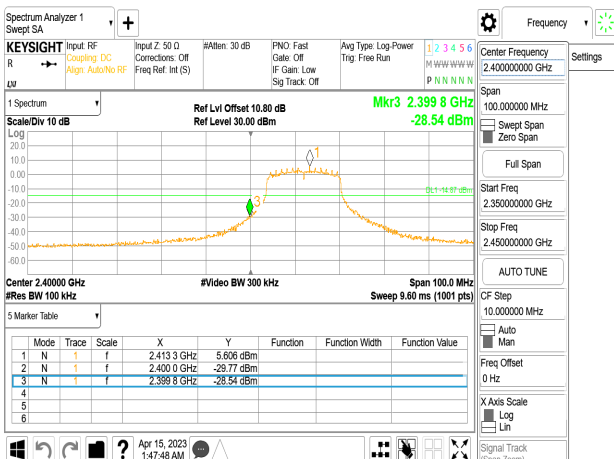 Spectrum Analyzer 1
Swept SA
+
Frequency
KEYSIGHT
R
LXI
Input: RF
Coupling: DC
Align: Auto/No RF
Input Z: 50 Ω
Corrections: Off
Freq Ref: Int (S)
#Atten: 30 dB
PNO: Fast
Gate: Off
IF Gain: Low
Sig Track: Off
Avg Type: Log-Power
Trig: Free Run
1 2 3 4 5 6
M W W W W W
P N N N N N
Center Frequency
2.400000000 GHz
Settings
1 Spectrum
Scale/Div 10 dB
Ref Lvl Offset 10.80 dB
Ref Level 30.00 dBm
Mkr3 2.399 8 GHz
-28.54 dBm
Span
100.000000 MHz
Swept Span
Zero Span
Full Span
Start Freq
2.350000000 GHz
Stop Freq
2.450000000 GHz
AUTO TUNE
CF Step
10.000000 MHz
Auto
Man
Freq Offset
0 Hz
X Axis Scale
Log
Lin
Signal Track
(Span Zoom)
Log
20.0
10.0
0.00
-10.0
-20.0
-30.0
-40.0
-50.0
-60.0
1
3
Center 2.40000 GHz
#Res BW 100 kHz
#Video BW 300 kHz
Span 100.0 MHz
Sweep 9.60 ms (1001 pts)
5 Marker Table
Mode Trace Scale X Y Function Function Width Function Value
1 N 1 f 2.413 3 GHz 5.606 dBm
2 N 1 f 2.400 0 GHz -29.77 dBm
3 N 1 f 2.399 8 GHz -28.54 dBm
4
5
6
?
Apr 15, 2023
1:47:48 AM